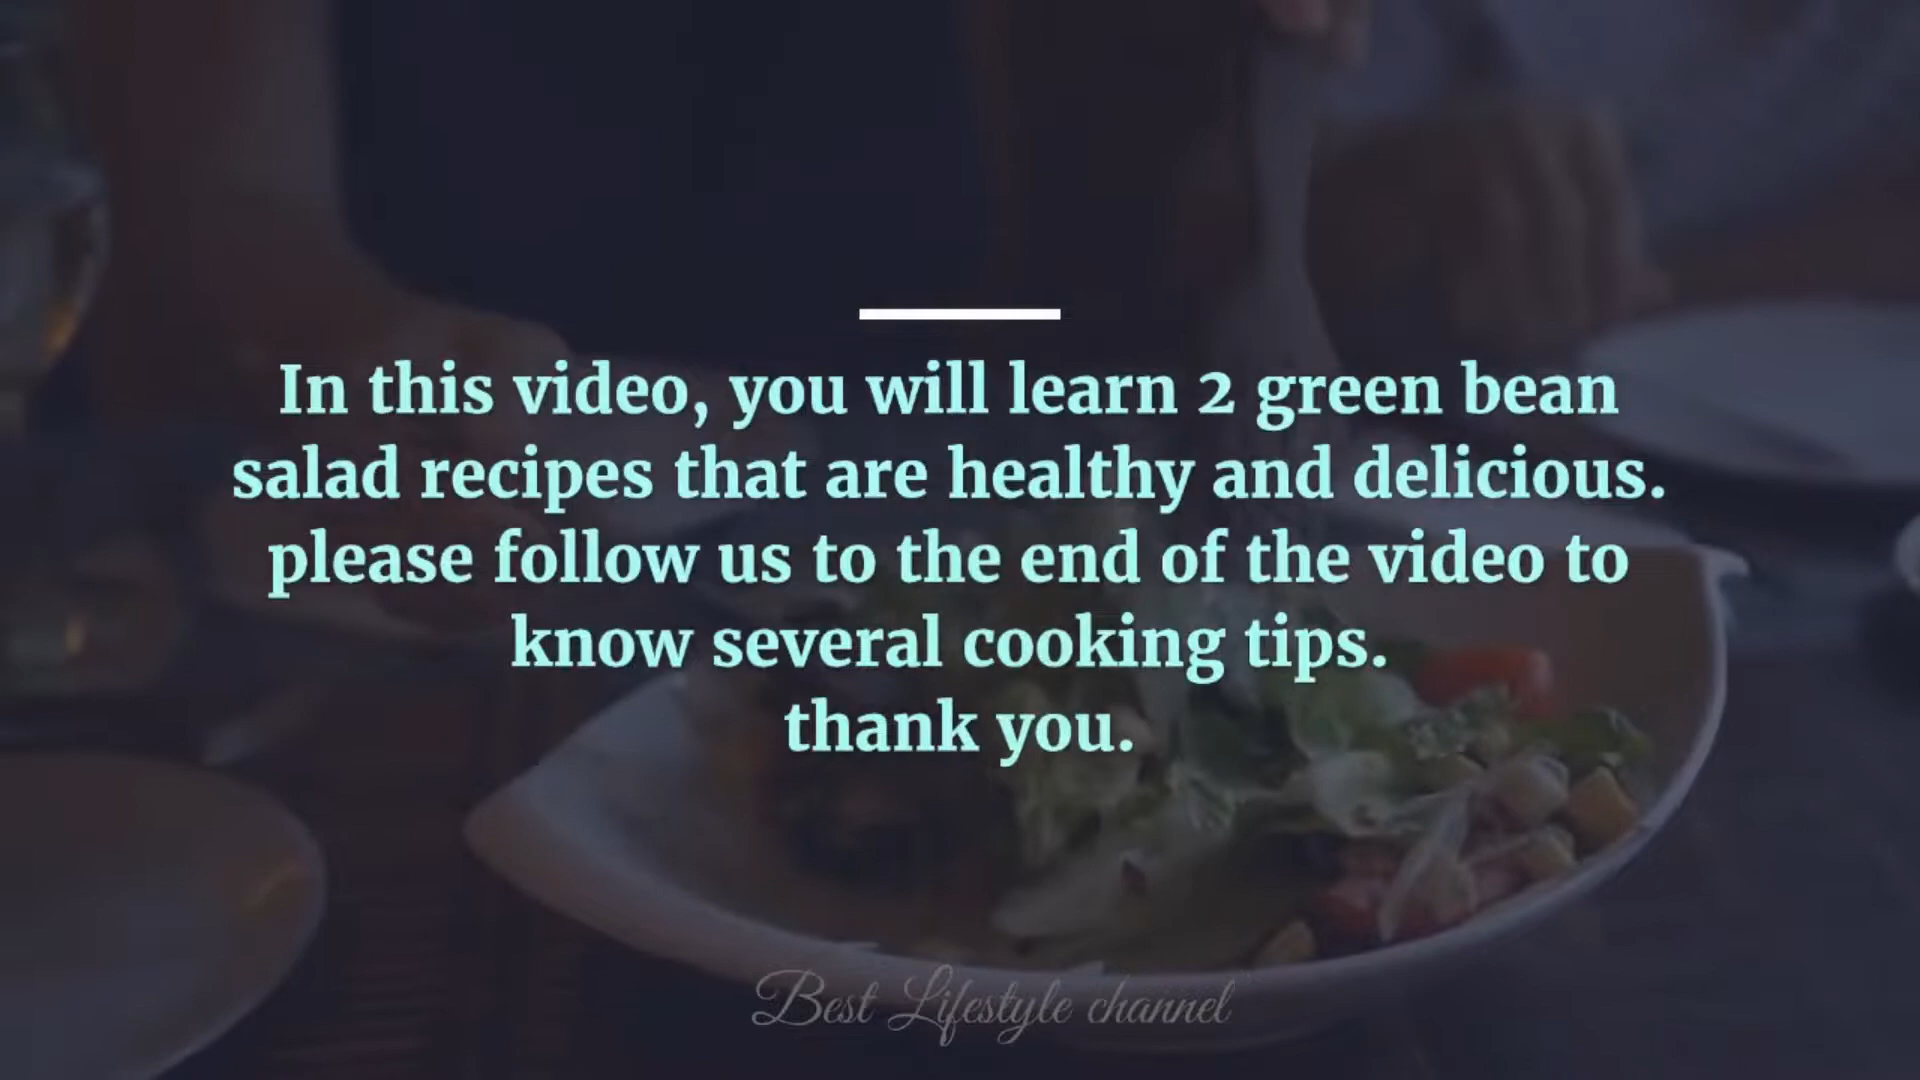 In this video, you will learn 2 green bean
salad recipes that are healthy and delicious.
please follow us to the end of the video to
know several cooking tips.
thank you.
Best Lifestyle channel